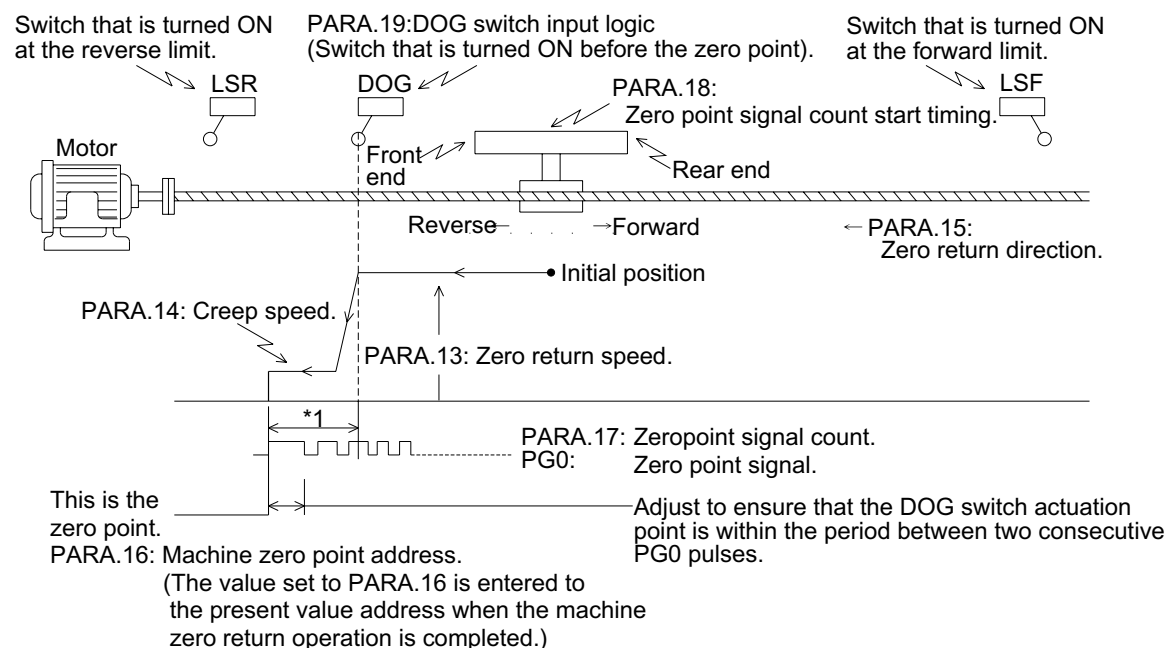 Switch that is turned ON
at the reverse limit.
PARA.19:DOG switch input logic
(Switch that is turned ON before the zero point).
Switch that is turned ON
at the forward limit.
LSR
DOG
LSF
PARA.18:
Zero point signal count start timing.
Motor
Front
end
Rear end
Reverse
Forward
PARA.15:
Zero return direction.
Initial position
PARA.14: Creep speed.
PARA.13: Zero return speed.
*1
PARA.17: Zeropoint signal count.
PG0: Zero point signal.
This is the
zero point.
Adjust to ensure that the DOG switch actuation
point is within the period between two consecutive
PG0 pulses.
PARA.16: Machine zero point address.
(The value set to PARA.16 is entered to
the present value address when the machine
zero return operation is completed.)